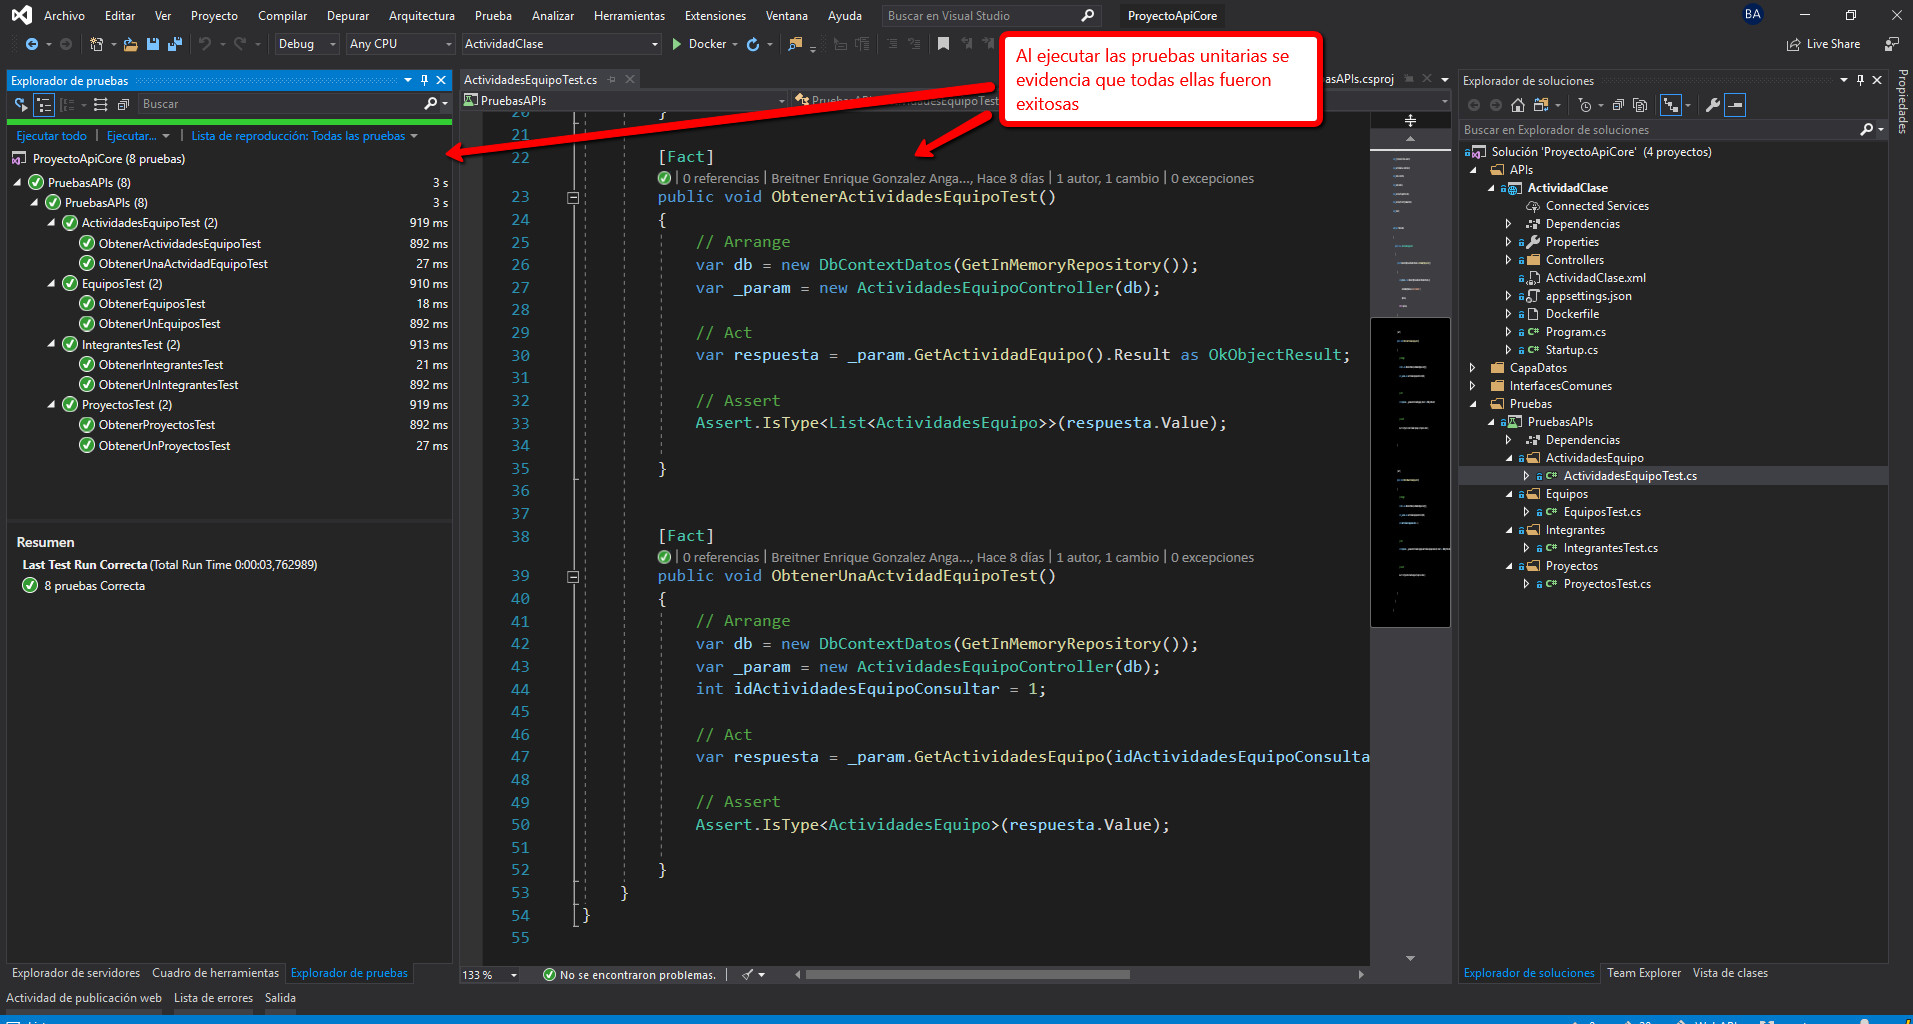 Archivo Editar Ver Proyecto Compilar Depurar Arquitectura Prueba Analizar Herramientas Extensiones Ventana Ayuda Buscar en Visual Studio ProyectoApiCore BA
Debug Any CPU ActividadClase Docker Live Share
Al ejecutar las pruebas unitarias se
evidencia que todas ellas fueron
exitosas
Explorador de pruebas
Buscar
Ejecutar todo | Ejecutar... | Lista de reproducción: Todas las pruebas
ProyectoApiCore (8 pruebas)
PruebasAPIs (8) 3 s
PruebasAPIs (8) 3 s
ActividadesEquipoTest (2) 919 ms
ObtenerActividadesEquipoTest 892 ms
ObtenerUnaActvidadEquipoTest 27 ms
EquiposTest (2) 910 ms
ObtenerEquiposTest 18 ms
ObtenerUnEquiposTest 892 ms
IntegrantesTest (2) 913 ms
ObtenerIntegrantesTest 21 ms
ObtenerUnIntegrantesTest 892 ms
ProyectosTest (2) 919 ms
ObtenerProyectosTest 892 ms
ObtenerUnProyectosTest 27 ms
Resumen
Last Test Run Correcta (Total Run Time 0:00:03,762989)
8 pruebas Correcta
Explorador de servidores Cuadro de herramientas Explorador de pruebas
Actividad de publicación web Lista de errores Salida
ActividadesEquipoTest.cs asAPIs.csproj
PruebasAPIs
20 }
21
22 [Fact]
| 0 referencias | Breitner Enrique Gonzalez Anga..., Hace 8 días | 1 autor, 1 cambio | 0 excepciones
23 public void ObtenerActividadesEquipoTest()
24 {
25 // Arrange
26 var db = new DbContextDatos(GetInMemoryRepository());
27 var _param = new ActividadesEquipoController(db);
28
29 // Act
30 var respuesta = _param.GetActividadEquipo().Result as OkObjectResult;
31
32 // Assert
33 Assert.IsType<List<ActividadesEquipo>>(respuesta.Value);
34
35 }
36
37
38 [Fact]
| 0 referencias | Breitner Enrique Gonzalez Anga..., Hace 8 días | 1 autor, 1 cambio | 0 excepciones
39 public void ObtenerUnaActvidadEquipoTest()
40 {
41 // Arrange
42 var db = new DbContextDatos(GetInMemoryRepository());
43 var _param = new ActividadesEquipoController(db);
44 int idActividadesEquipoConsultar = 1;
45
46 // Act
47 var respuesta = _param.GetActividadesEquipo(idActividadesEquipoConsulta
48
49 // Assert
50 Assert.IsType<ActividadesEquipo>(respuesta.Value);
51
52 }
53 }
54 }
55
133 % No se encontraron problemas.
Explorador de soluciones
Buscar en Explorador de soluciones
Solución 'ProyectoApiCore' (4 proyectos)
APIs
ActividadClase
Connected Services
Dependencias
Properties
Controllers
ActividadClase.xml
appsettings.json
Dockerfile
C# Program.cs
C# Startup.cs
CapaDatos
InterfacesComunes
Pruebas
PruebasAPIs
Dependencias
ActividadesEquipo
C# ActividadesEquipoTest.cs
Equipos
C# EquiposTest.cs
Integrantes
C# IntegrantesTest.cs
Proyectos
C# ProyectosTest.cs
Explorador de soluciones Team Explorer Vista de clases
Propiedades